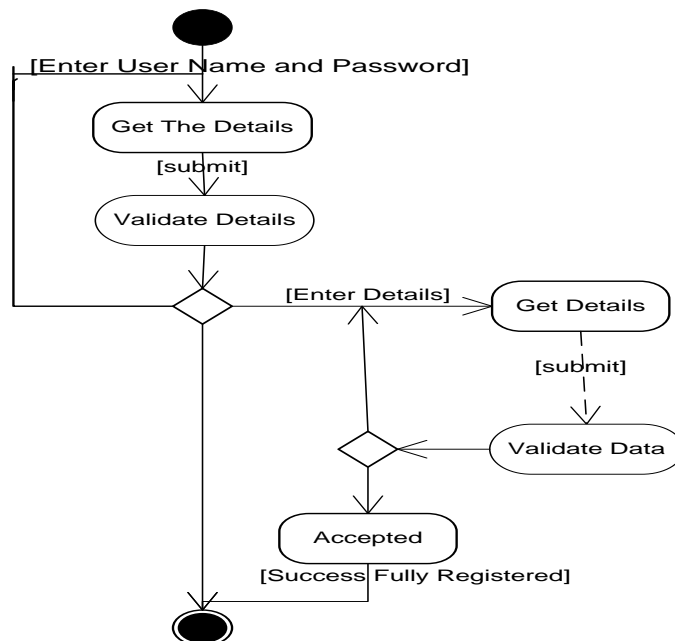 [Enter User Name and Password]
Get The Details
[submit]
Validate Details
[Enter Details]
Get Details
[submit]
Validate Data
Accepted
[Success Fully Registered]